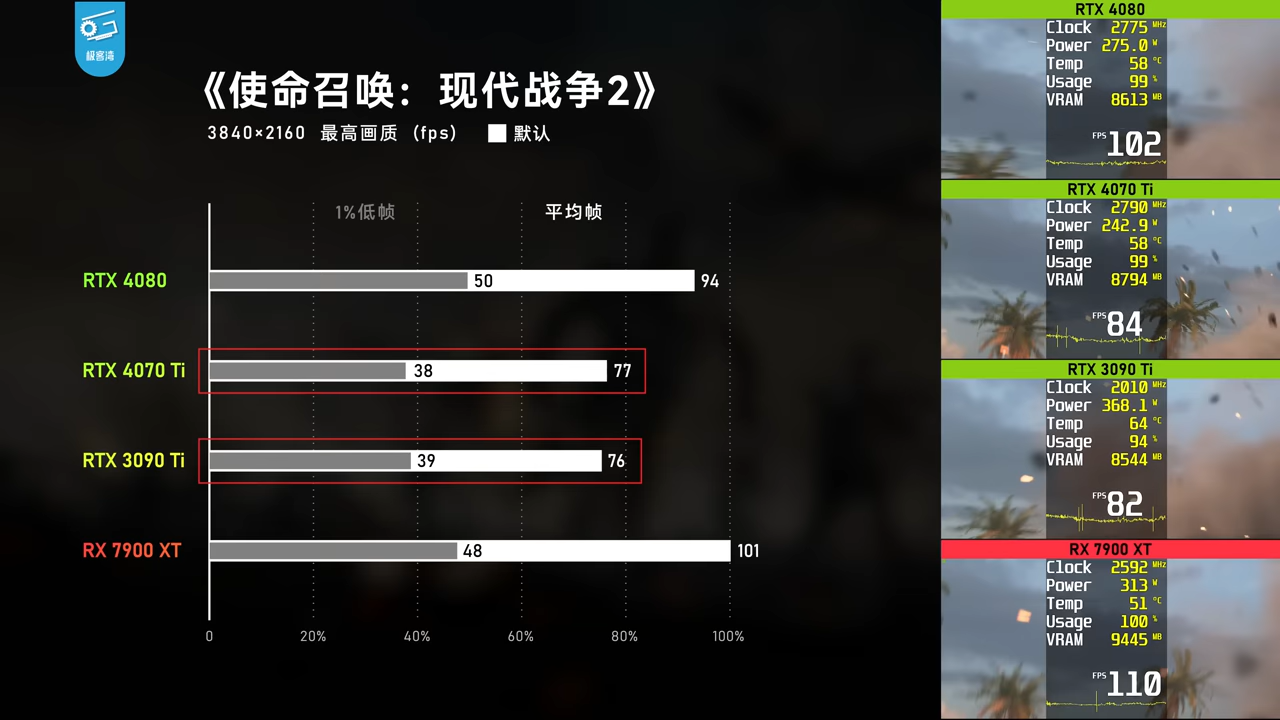 极客湾
《使命召唤：现代战争2》
3840×2160 最高画质 (fps) 默认
1%低帧 平均帧
RTX 4080 50 94
RTX 4070 Ti 38 77
RTX 3090 Ti 39 76
RX 7900 XT 48 101
0 20% 40% 60% 80% 100%
RTX 4080
Clock 2775 MHz
Power 275.0 W
Temp 58 °C
Usage 99 %
VRAM 8613 MB
FPS 102
RTX 4070 Ti
Clock 2790 MHz
Power 242.9 W
Temp 58 °C
Usage 99 %
VRAM 8794 MB
FPS 84
RTX 3090 Ti
Clock 2010 MHz
Power 368.1 W
Temp 64 °C
Usage 94 %
VRAM 8544 MB
FPS 82
RX 7900 XT
Clock 2592 MHz
Power 313 W
Temp 51 °C
Usage 100 %
VRAM 9445 MB
FPS 110